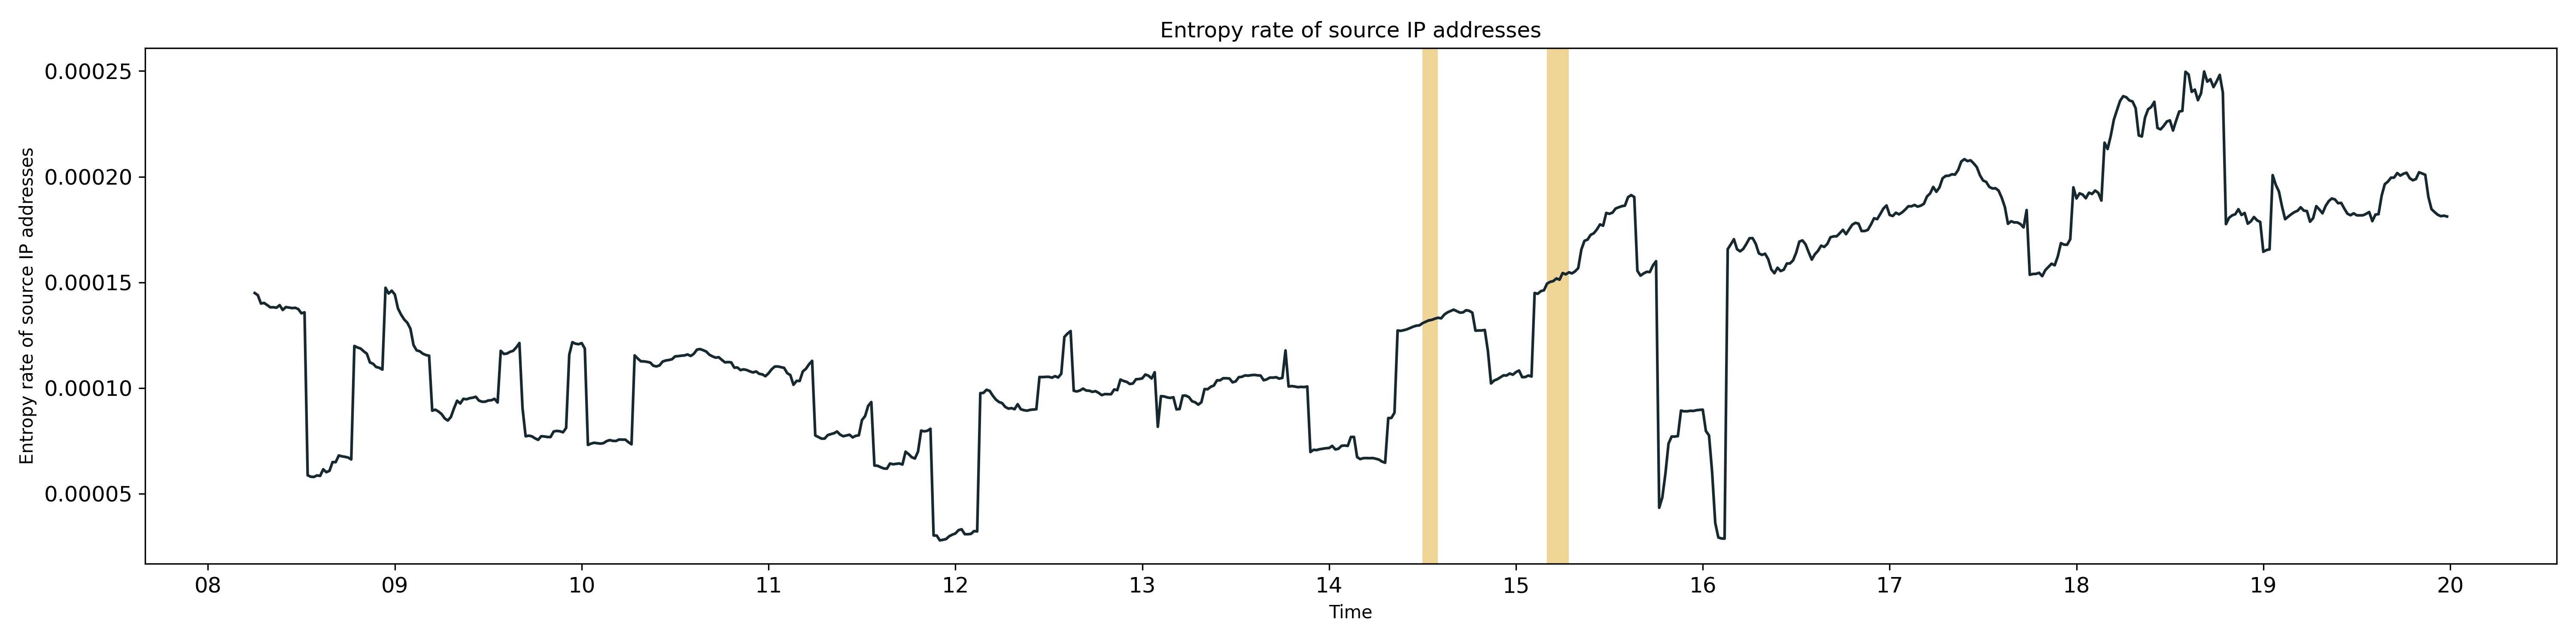 Entropy rate of source IP addresses
Entropy rate of source IP addresses
0.00025
0.00020
0.00015
0.00010
0.00005
08 09 10 11 12 13 14 15 16 17 18 19 20
Time